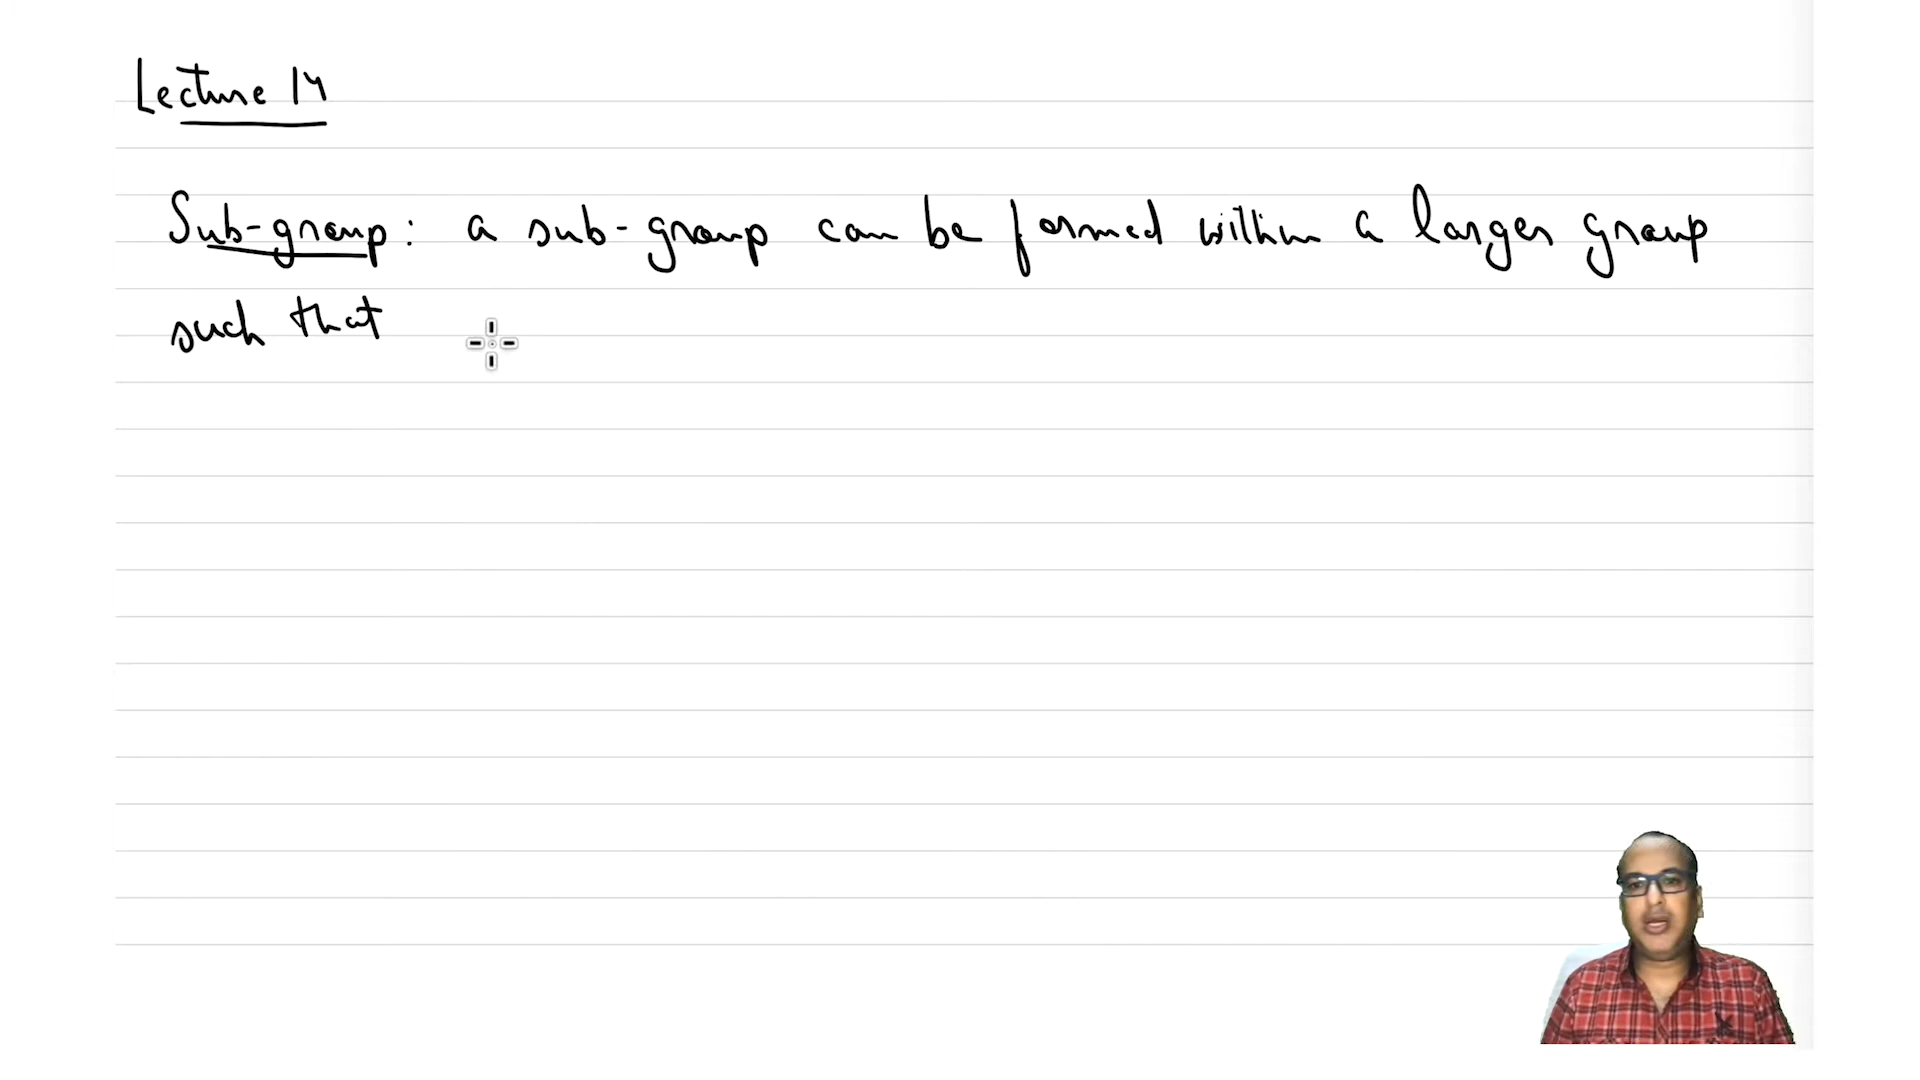 Lecture 14
Sub-group: a sub-group can be formed within a larger group
such that